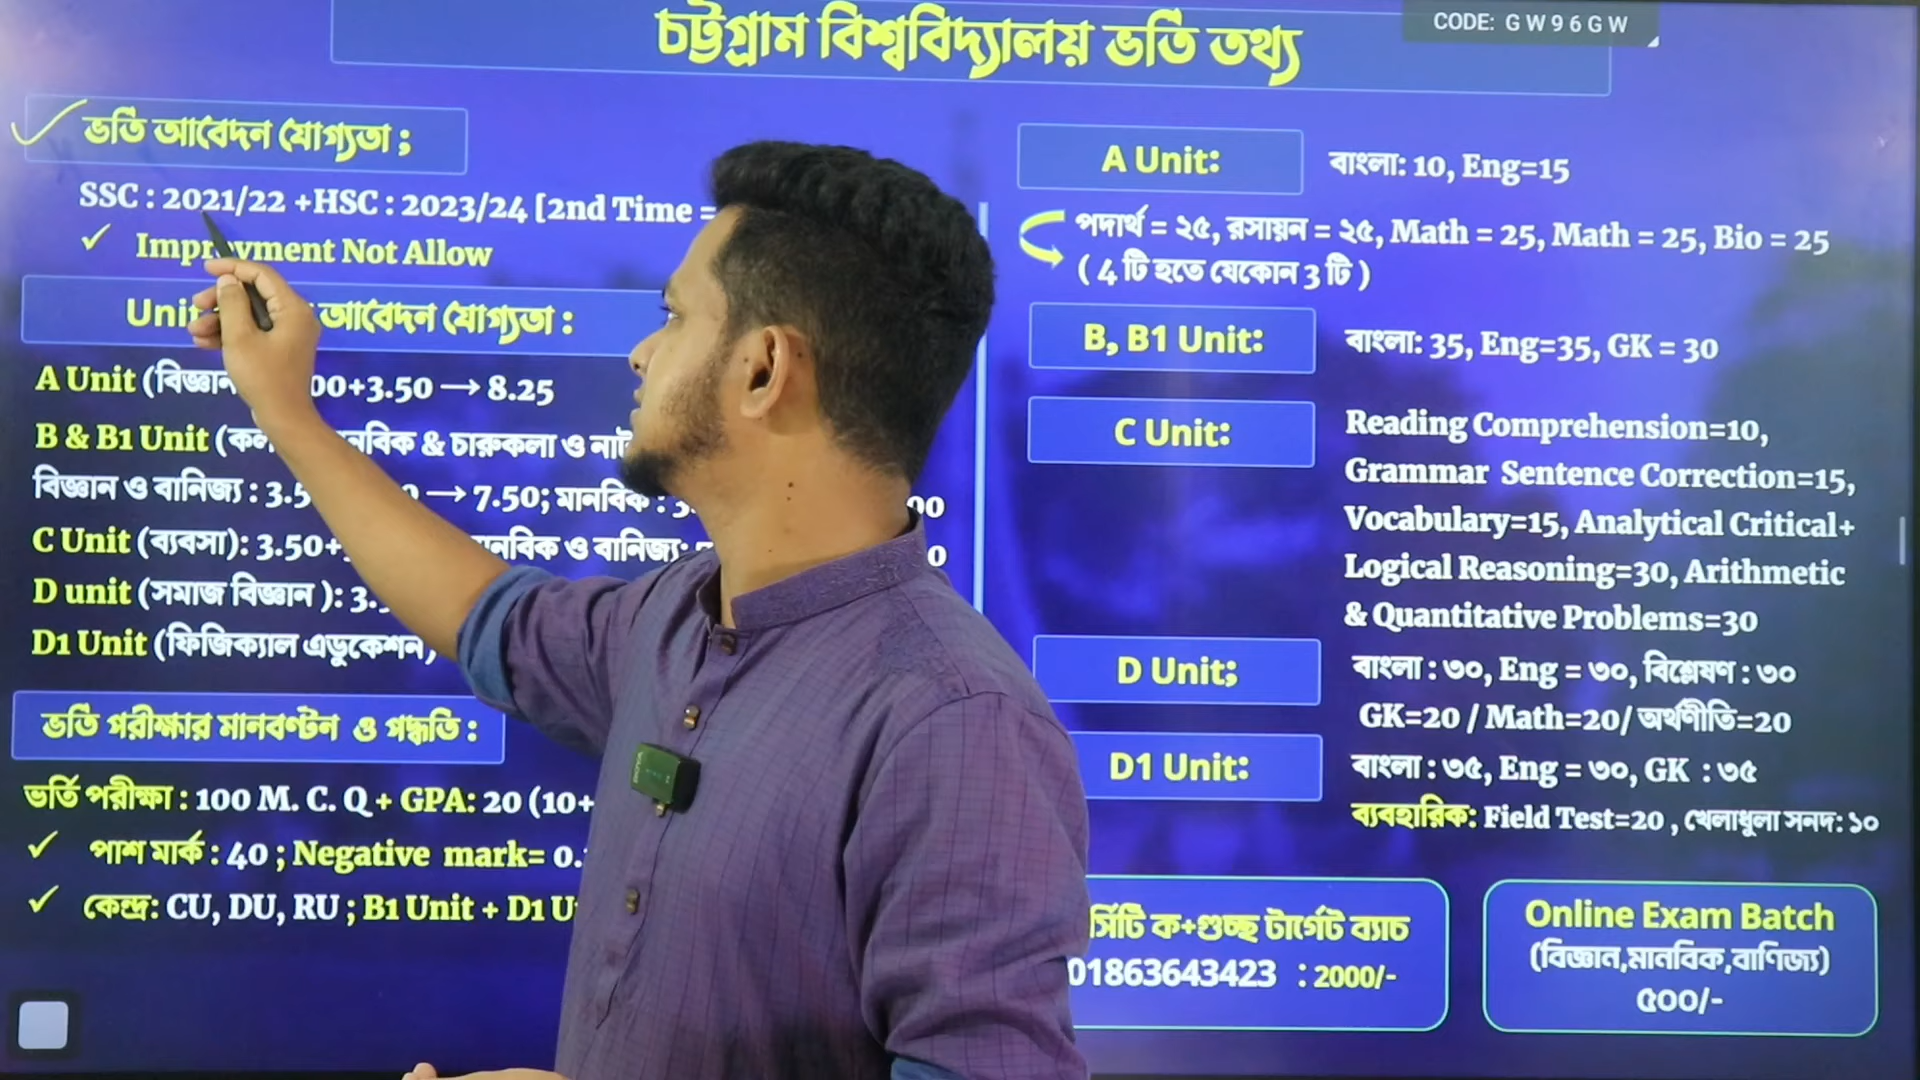 চট্টগ্রাম বিশ্ববিদ্যালয় ভর্তি তথ্য
CODE: GW96GW
ভর্তি আবেদন যোগ্যতা ;
SSC : 2021/22 +HSC : 2023/24 [2nd Time =
✓ Not Allow
আবেদন যোগ্যতা :
A Unit (বিজ্ঞান 00+3.50 → 8.25
B & B1 Unit ( & চারুকলা ও
বিজ্ঞান ও বানিজ্য : → 7.50; মানবিক : 00
C Unit (ব্যবসা): 3.50+ ও বানিজ্য:
D unit (সমাজ বিজ্ঞান ):
D1 Unit (ফিজিক্যাল এডুকেশন
ভর্তি পরীক্ষার মানবণ্টন ও পদ্ধতি :
ভর্তি পরীক্ষা : 100 M. C. Q + GPA: 20 (10+
✓ পাশ মার্ক : 40 ; Negative mark= 0.
✓ কেন্দ্র: CU, DU, RU ; B1 Unit + D1
A Unit: বাংলা: 10, Eng=15
পদার্থ = ২৫, রসায়ন = ২৫, Math = 25, Math = 25, Bio = 25
( 4 টি হতে যেকোন 3 টি )
B, B1 Unit: বাংলা: 35, Eng=35, GK = 30
C Unit: Reading Comprehension=10,
Grammar Sentence Correction=15,
Vocabulary=15, Analytical Critical+
Logical Reasoning=30, Arithmetic
& Quantitative Problems=30
D Unit; বাংলা : ৩০, Eng = ৩০, বিশ্লেষণ : ৩০
GK=20 / Math=20/ অর্থণীতি=20
D1 Unit: বাংলা : ৩৫, Eng = ৩০, GK : ৩৫
ব্যবহারিক: Field Test=20 , খেলাধুলা সনদ: ১০
ক+গুচ্ছ টার্গেট ব্যাচ
01863643423 : 2000/-
Online Exam Batch
(বিজ্ঞান,মানবিক,বাণিজ্য)
৫০০/-